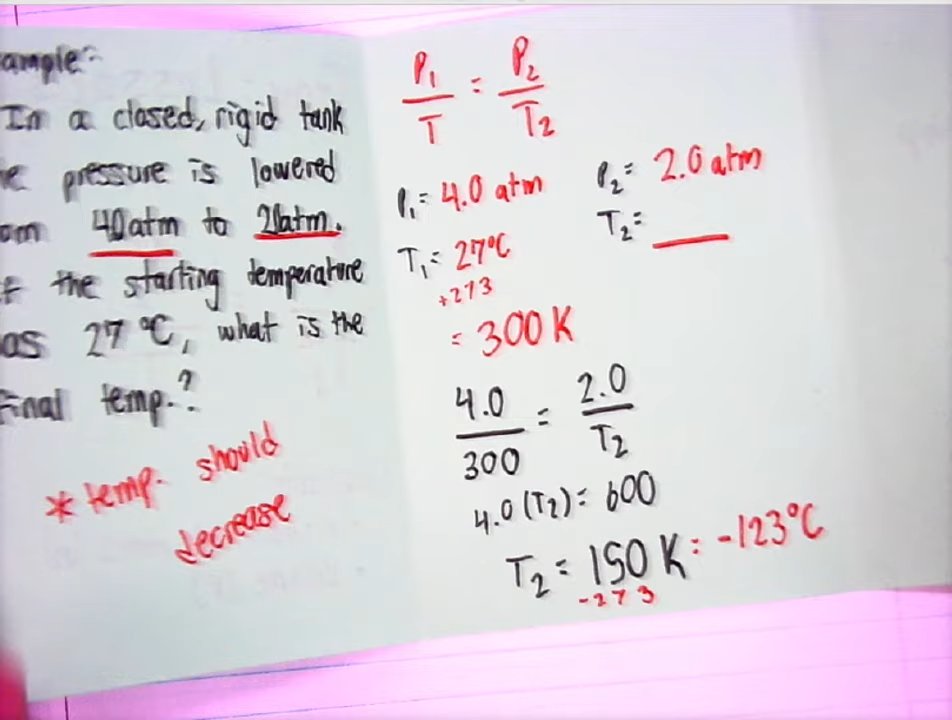 ample:
In a closed, rigid tank
e pressure is lowered
om 4.0 atm to 2.0 atm.
f the starting temperature
as 27 °C, what is the
final temp.?
* temp. should
decrease
P₁/T = P₂/T₂
P₁ = 4.0 atm
P₂ = 2.0 atm
T₁ = 27°C
T₂ = ____
+273
= 300 K
4.0/300 = 2.0/T₂
4.0 (T₂) = 600
T₂ = 150 K = -123°C
-273